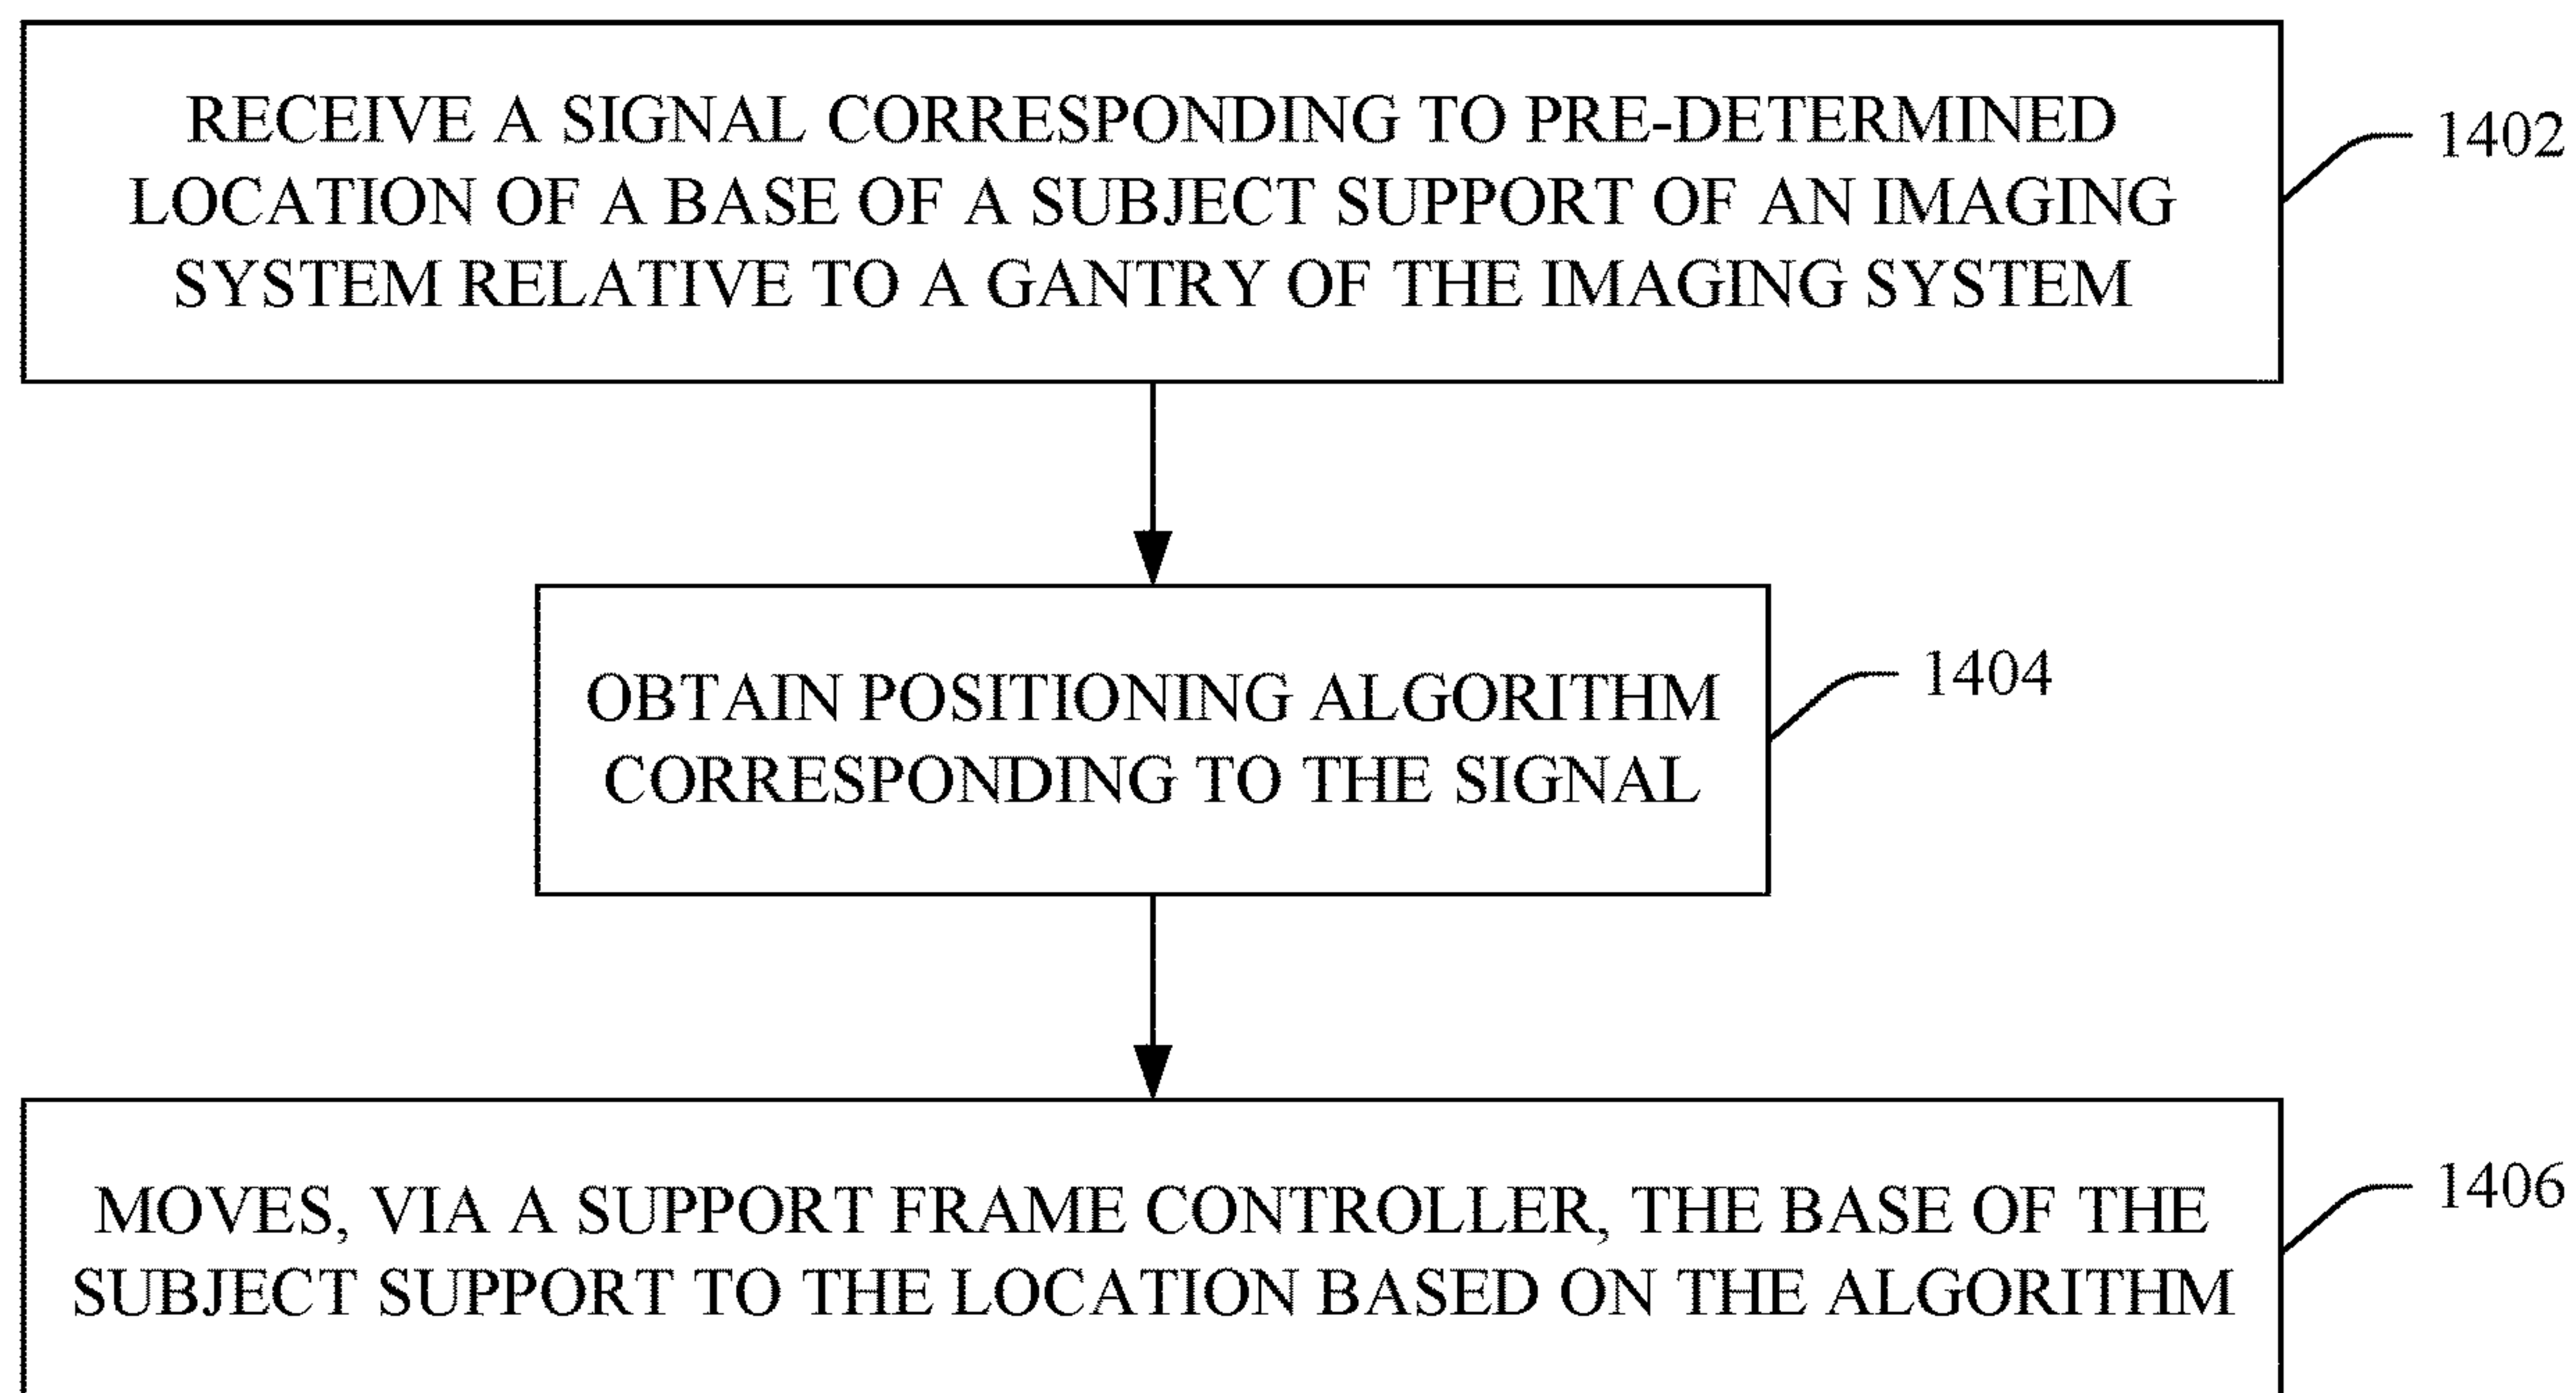 RECEIVE A SIGNAL CORRESPONDING TO PRE-DETERMINED
LOCATION OF A BASE OF A SUBJECT SUPPORT OF AN IMAGING
SYSTEM RELATIVE TO A GANTRY OF THE IMAGING SYSTEM
1402
OBTAIN POSITIONING ALGORITHM
CORRESPONDING TO THE SIGNAL
1404
MOVES, VIA A SUPPORT FRAME CONTROLLER, THE BASE OF THE
SUBJECT SUPPORT TO THE LOCATION BASED ON THE ALGORITHM
1406